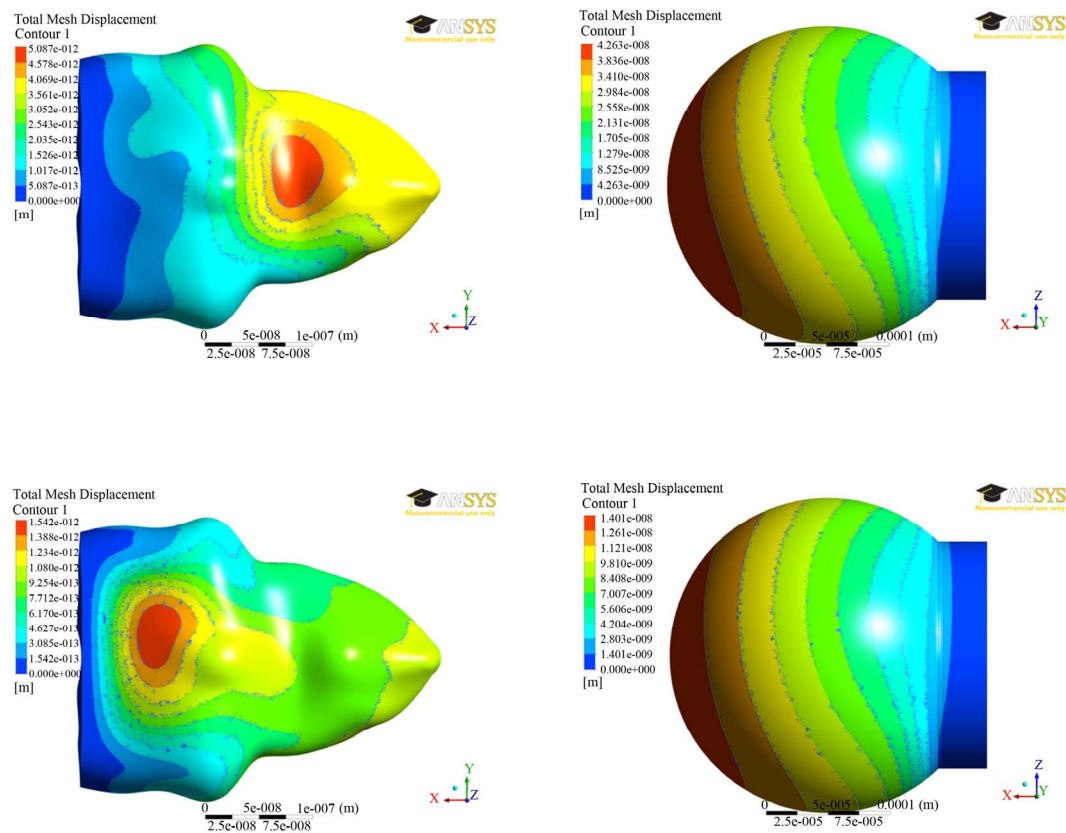 Total Mesh Displacement
Contour 1
5.087e-012
4.578e-012
4.069e-012
3.561e-012
3.052e-012
2.543e-012
2.035e-012
1.526e-012
1.017e-012
5.087e-013
0.000e+000
[m]
ANSYS
Noncommercial use only
Y
X
Z
0 5e-008 1e-007 (m)
2.5e-008 7.5e-008
Total Mesh Displacement
Contour 1
4.263e-008
3.836e-008
3.410e-008
2.984e-008
2.558e-008
2.131e-008
1.705e-008
1.279e-008
8.525e-009
4.263e-009
0.000e+000
[m]
ANSYS
Noncommercial use only
Z
X
Y
0 5e-005 0.0001 (m)
2.5e-005 7.5e-005
Total Mesh Displacement
Contour 1
1.542e-012
1.388e-012
1.234e-012
1.080e-012
9.254e-013
7.712e-013
6.170e-013
4.627e-013
3.085e-013
1.542e-013
0.000e+000
[m]
ANSYS
Noncommercial use only
Y
X
Z
0 5e-008 1e-007 (m)
2.5e-008 7.5e-008
Total Mesh Displacement
Contour 1
1.401e-008
1.261e-008
1.121e-008
9.810e-009
8.408e-009
7.007e-009
5.606e-009
4.204e-009
2.803e-009
1.401e-009
0.000e+000
[m]
ANSYS
Noncommercial use only
Z
X
Y
0 5e-005 0.0001 (m)
2.5e-005 7.5e-005